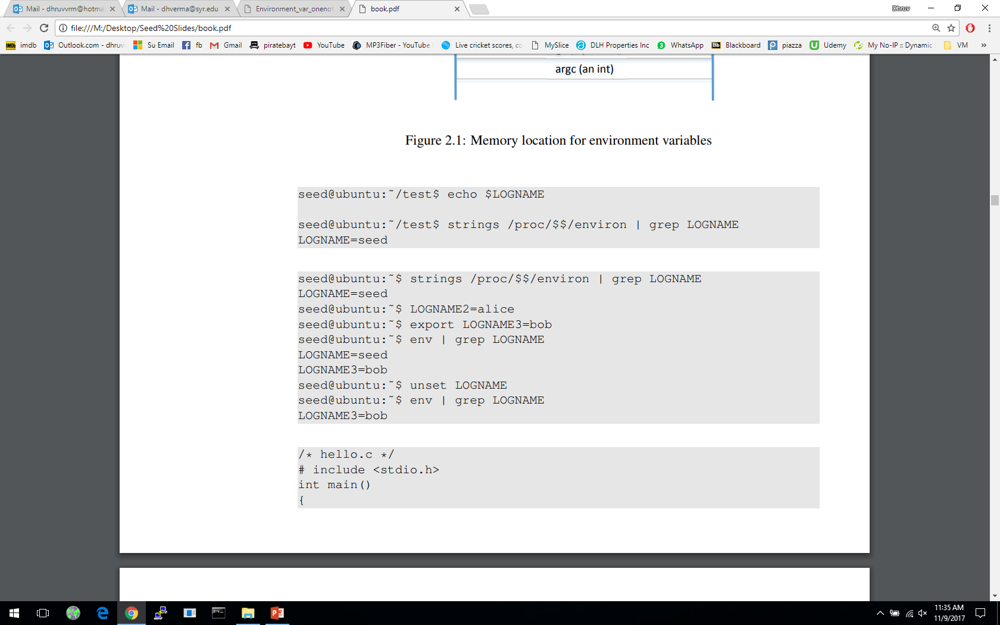 Mail - dhruvvrm@hotma
Mail - dhverma@syr.edu
Environment_var_onenot
book.pdf
Dhruv
file:///M:/Desktop/Seed%20Slides/book.pdf
IMDb imdb
Outlook.com - dhruv
Su Email
fb
Gmail
piratebayt
YouTube
MP3Fiber - YouTube
Live cricket scores, co
MySlice
DLH Properties Inc
3 WhatsApp
Bb Blackboard
piazza
Udemy
My No-IP :: Dynamic
VM
»
argc (an int)
Figure 2.1: Memory location for environment variables
seed@ubuntu:~/test$ echo $LOGNAME
seed@ubuntu:~/test$ strings /proc/$$/environ | grep LOGNAME
LOGNAME=seed
seed@ubuntu:~$ strings /proc/$$/environ | grep LOGNAME
LOGNAME=seed
seed@ubuntu:~$ LOGNAME2=alice
seed@ubuntu:~$ export LOGNAME3=bob
seed@ubuntu:~$ env | grep LOGNAME
LOGNAME=seed
LOGNAME3=bob
seed@ubuntu:~$ unset LOGNAME
seed@ubuntu:~$ env | grep LOGNAME
LOGNAME3=bob
/* hello.c */
# include <stdio.h>
int main()
{
11:35 AM
11/9/2017